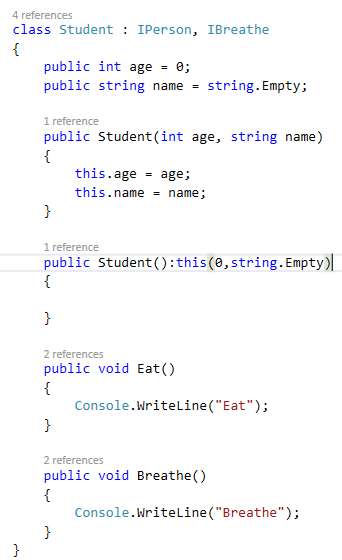 4 references
class Student : IPerson, IBreathe
{
    public int age = 0;
    public string name = string.Empty;
    1 reference
    public Student(int age, string name)
    {
        this.age = age;
        this.name = name;
    }
    1 reference
    public Student():this(0,string.Empty)
    {
    }
    2 references
    public void Eat()
    {
        Console.WriteLine("Eat");
    }
    2 references
    public void Breathe()
    {
        Console.WriteLine("Breathe");
    }
}